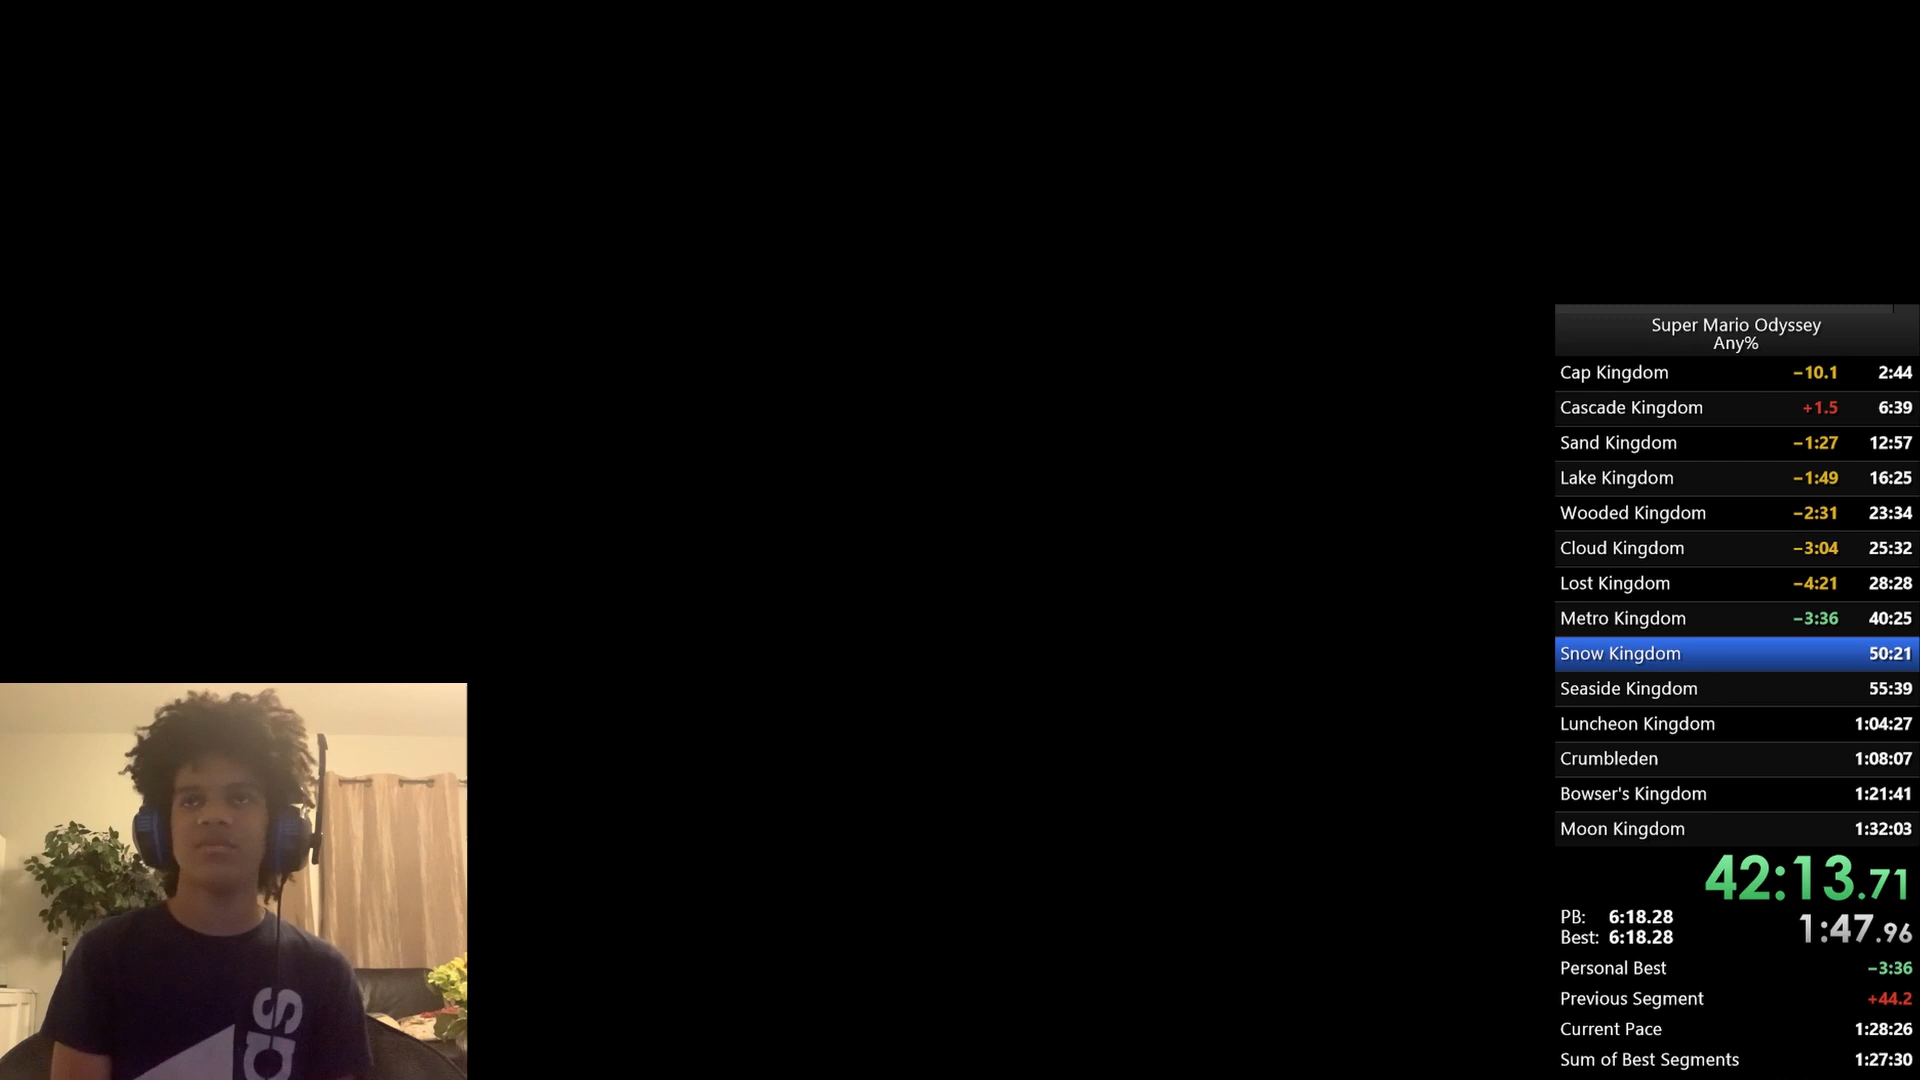 Super Mario Odyssey
Any%
Cap Kingdom −10.1 2:44
Cascade Kingdom +1.5 6:39
Sand Kingdom −1:27 12:57
Lake Kingdom −1:49 16:25
Wooded Kingdom −2:31 23:34
Cloud Kingdom −3:04 25:32
Lost Kingdom −4:21 28:28
Metro Kingdom −3:36 40:25
Snow Kingdom 50:21
Seaside Kingdom 55:39
Luncheon Kingdom 1:04:27
Crumbleden 1:08:07
Bowser's Kingdom 1:21:41
Moon Kingdom 1:32:03
42:13.71
PB: 6:18.28
Best: 6:18.28
1:47.96
Personal Best −3:36
Previous Segment +44.2
Current Pace 1:28:26
Sum of Best Segments 1:27:30